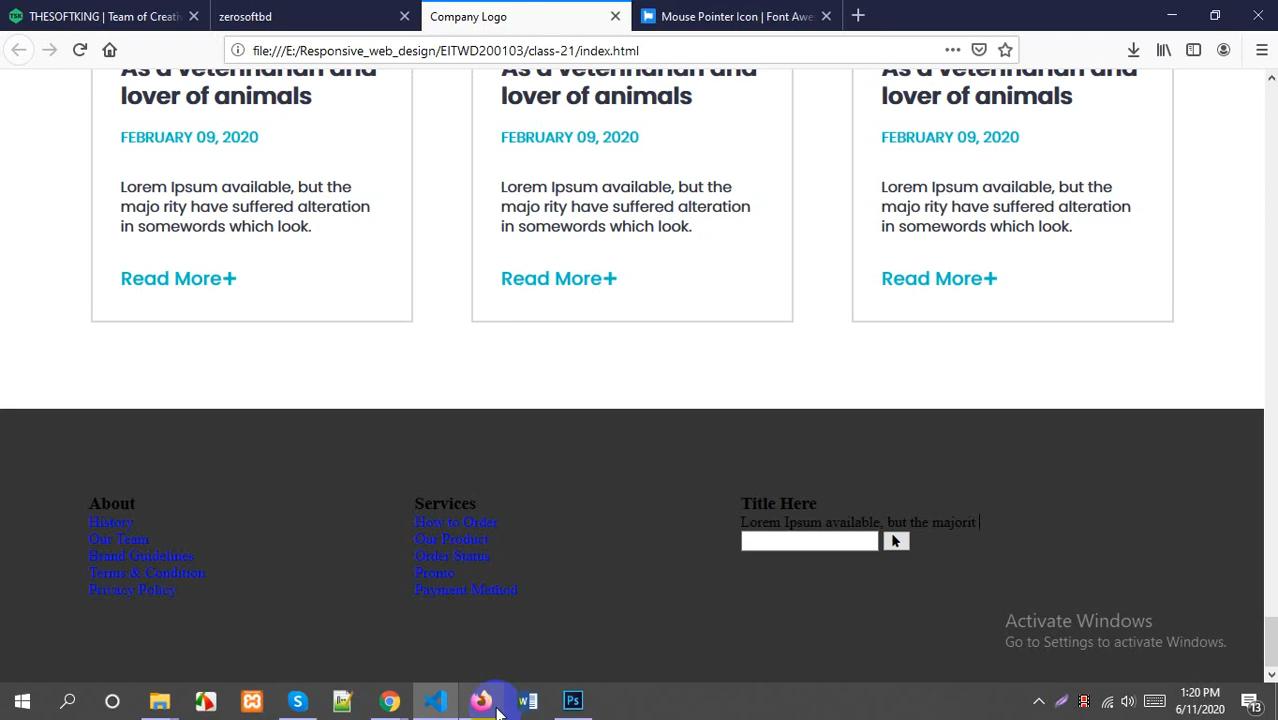 THESOFTKING | Team of Creati
zerosoftbd
Company Logo
Mouse Pointer Icon | Font Awes
file:///E:/Responsive_web_design/EITWD200103/class-21/index.html
As a veterinarian and
lover of animals
FEBRUARY 09, 2020
Lorem Ipsum available, but the
majo rity have suffered alteration
in somewords which look.
Read More+
As a veterinarian and
lover of animals
FEBRUARY 09, 2020
Lorem Ipsum available, but the
majo rity have suffered alteration
in somewords which look.
Read More+
As a veterinarian and
lover of animals
FEBRUARY 09, 2020
Lorem Ipsum available, but the
majo rity have suffered alteration
in somewords which look.
Read More+
About
History
Our Team
Brand Guidelines
Terms & Condition
Privacy Policy
Services
How to Order
Our Product
Order Status
Promo
Payment Method
Title Here
Lorem Ipsum available, but the majorit |
Activate Windows
Go to Settings to activate Windows.
W
Ps
1:20 PM
6/11/2020
13